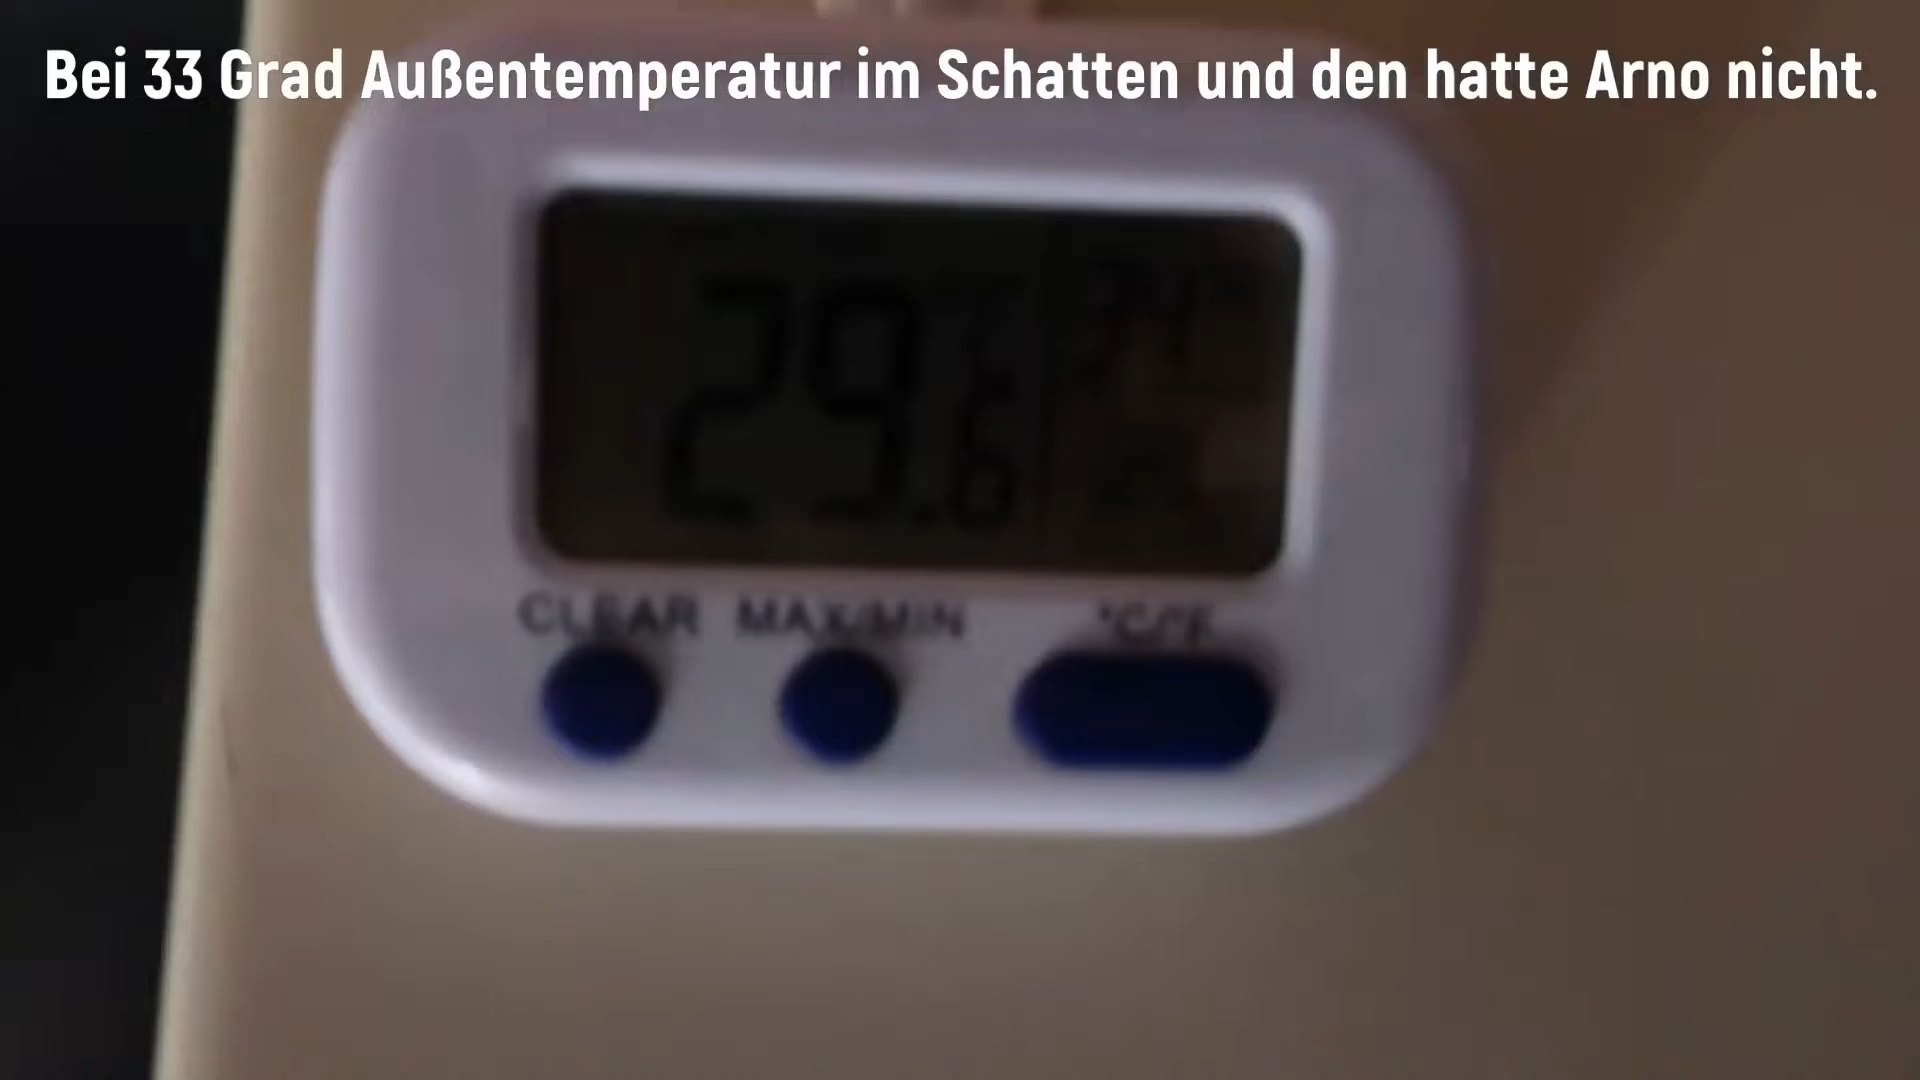 Bei 33 Grad Außentemperatur im Schatten und den hatte Arno nicht.
29.6
CLEAR MAX/MIN °C/°F